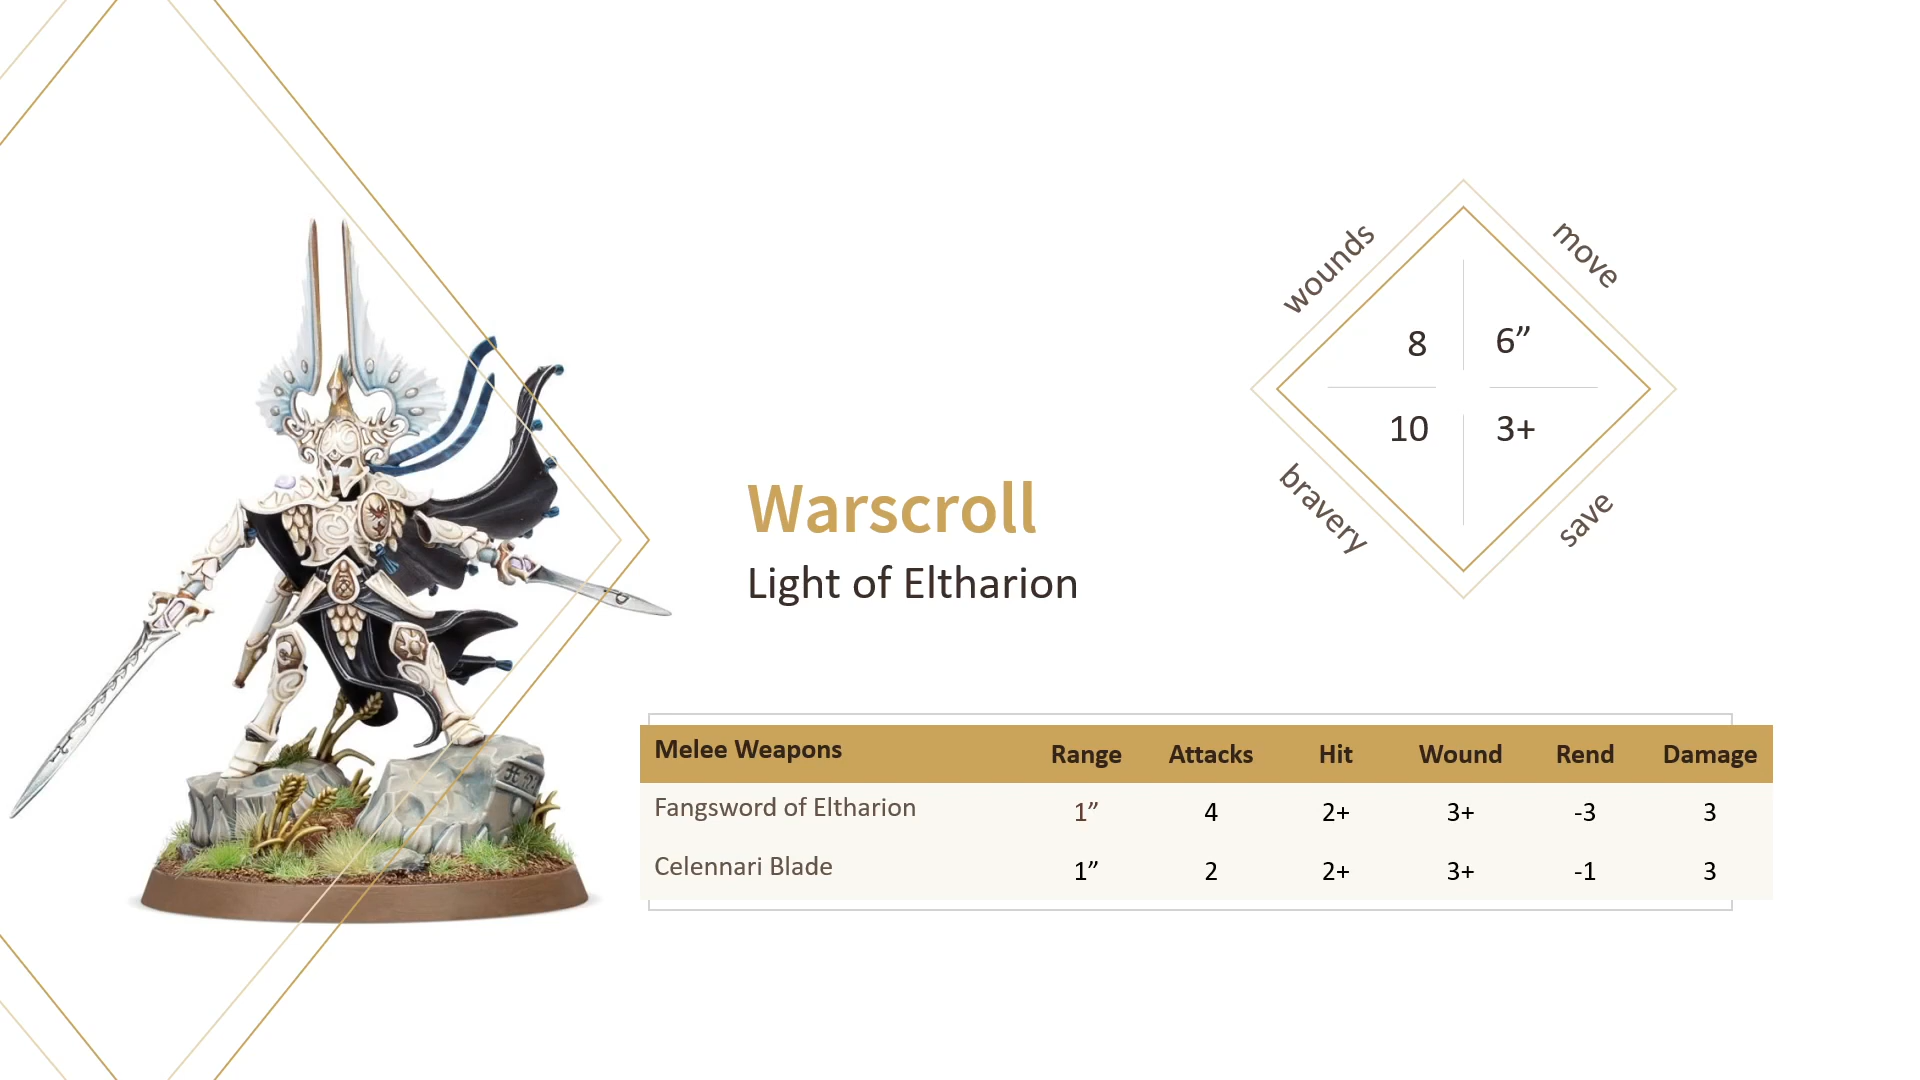 wounds
move
8
6”
10
3+
bravery
save
Warscroll
Light of Eltharion
Melee Weapons Range Attacks Hit Wound Rend Damage
Fangsword of Eltharion 1” 4 2+ 3+ -3 3
Celennari Blade 1” 2 2+ 3+ -1 3